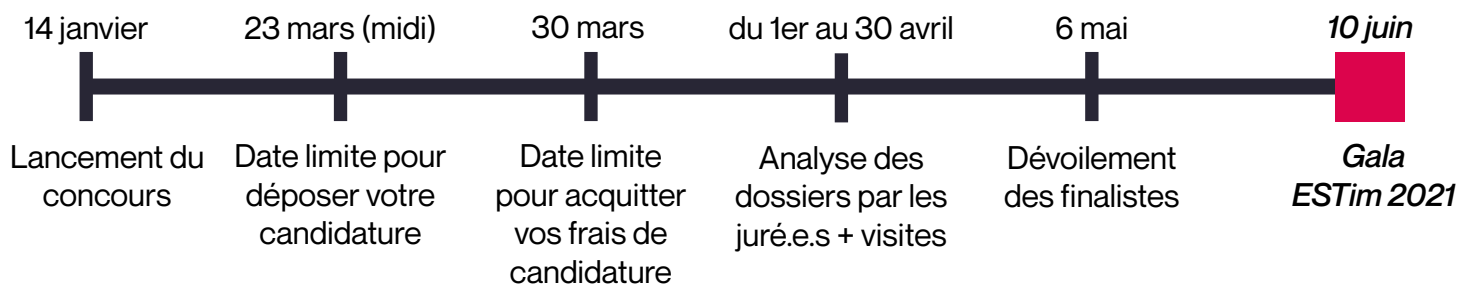 14 janvier
Lancement du
concours
23 mars (midi)
Date limite pour
déposer votre
candidature
30 mars
Date limite
pour acquitter
vos frais de
candidature
du 1er au 30 avril
Analyse des
dossiers par les
juré.e.s + visites
6 mai
Dévoilement
des finalistes
10 juin
Gala
ESTim 2021